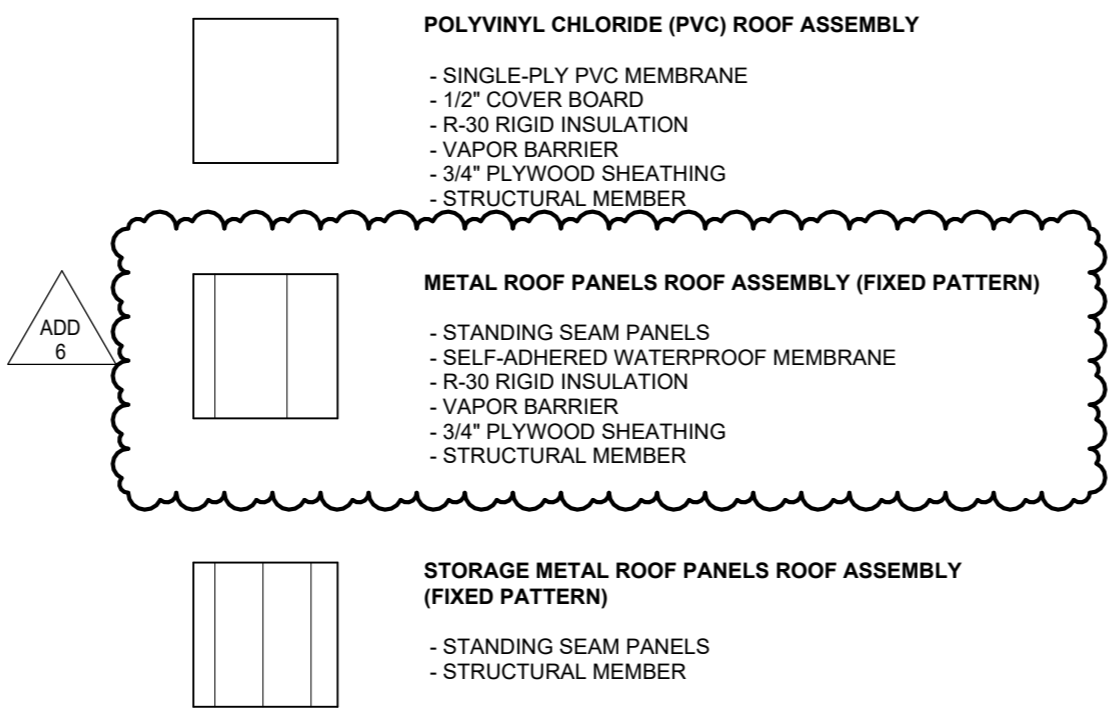 POLYVINYL CHLORIDE (PVC) ROOF ASSEMBLY
- SINGLE-PLY PVC MEMBRANE
- 1/2" COVER BOARD
- R-30 RIGID INSULATION
- VAPOR BARRIER
- 3/4" PLYWOOD SHEATHING
- STRUCTURAL MEMBER
ADD
6
METAL ROOF PANELS ROOF ASSEMBLY (FIXED PATTERN)
- STANDING SEAM PANELS
- SELF-ADHERED WATERPROOF MEMBRANE
- R-30 RIGID INSULATION
- VAPOR BARRIER
- 3/4" PLYWOOD SHEATHING
- STRUCTURAL MEMBER
STORAGE METAL ROOF PANELS ROOF ASSEMBLY
(FIXED PATTERN)
- STANDING SEAM PANELS
- STRUCTURAL MEMBER